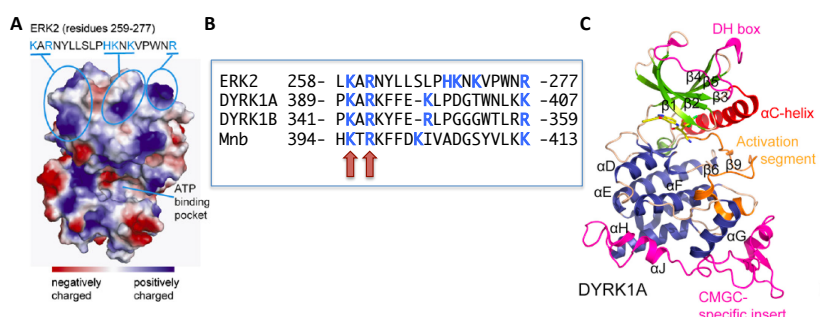 A
ERK2 (residues 259-277)
KARNYLLSLPHKNKVPWNR
ATP
binding
pocket
negatively
charged
positively
charged
B
ERK2 258- LKARNYLLSLPHKNKVPWNR -277
DYRK1A 389- PKARKFFE-KLPDGTWNLKK -407
DYRK1B 341- PKARKYFE-RLPGGGWTLRR -359
Mnb 394- HKTRKFFDKIVADGSYVLKK -413
C
DH box
β4
β5
β3
β1
β2
αC-helix
Activation
segment
αD
αF
β6
β9
αE
αH
αG
αJ
DYRK1A
CMGC-
specific insert